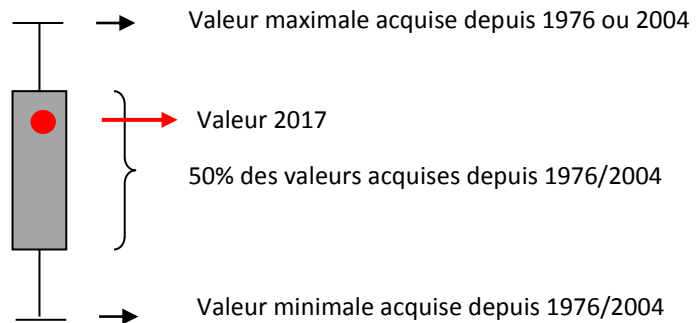 Valeur maximale acquise depuis 1976 ou 2004
Valeur 2017
50% des valeurs acquises depuis 1976/2004
Valeur minimale acquise depuis 1976/2004